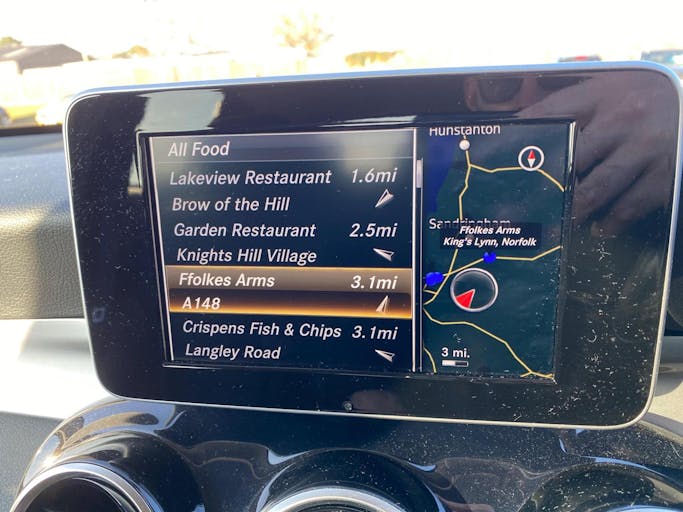 All Food
Lakeview Restaurant 1.6mi
Brow of the Hill
Garden Restaurant 2.5mi
Knights Hill Village
Ffolkes Arms 3.1mi
A148
Crispens Fish & Chips 3.1mi
Langley Road
Hunstanton
Sandringham
Ffolkes Arms
King's Lynn, Norfolk
3 mi.